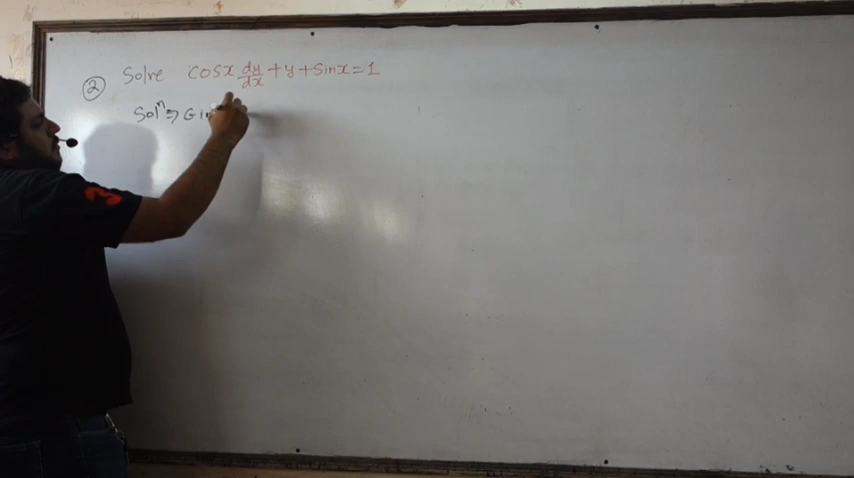 ② Solve cosx dy/dx + y + Sinx = 1
Solⁿ ⇒ Gi